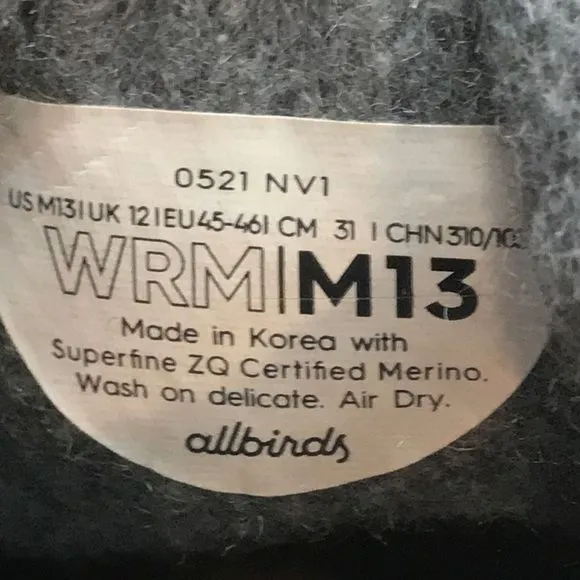 0521 NV1
US M13 | UK 12 | EU 45-46 | CM 31 | CHN 310/
WRM|M13
Made in Korea with
Superfine ZQ Certified Merino.
Wash on delicate. Air Dry.
allbirds